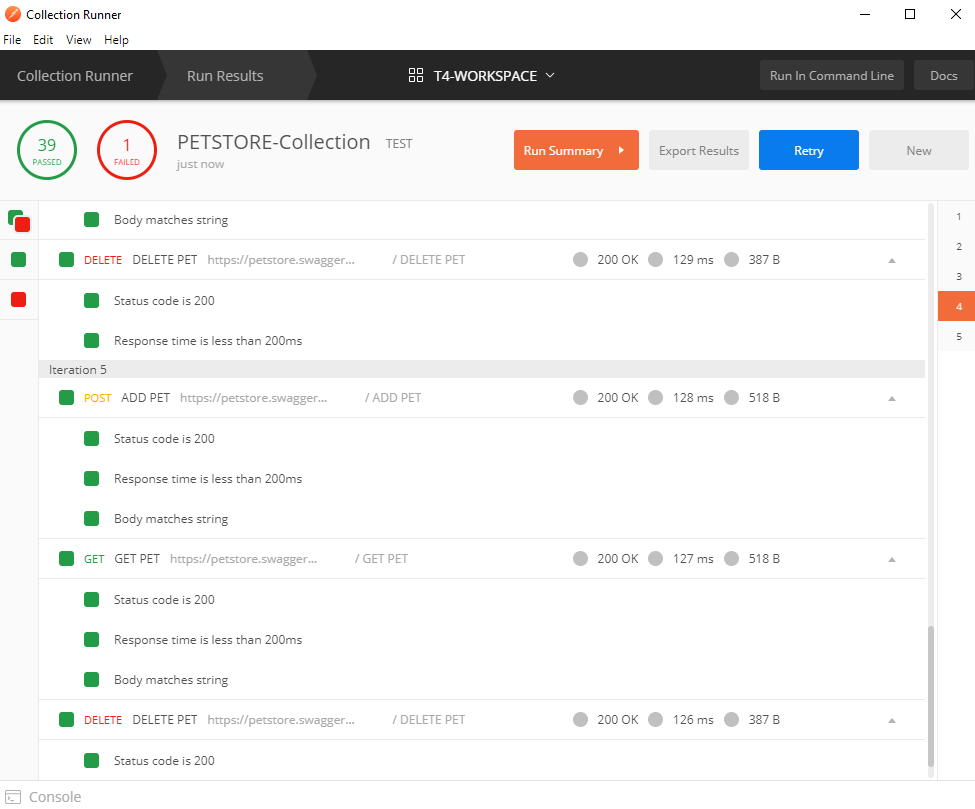 Collection Runner
File Edit View Help
Collection Runner Run Results T4-WORKSPACE Run In Command Line Docs
39 PASSED
1 FAILED
PETSTORE-Collection TEST
just now
Run Summary Export Results Retry New
Body matches string
DELETE DELETE PET https://petstore.swagger... / DELETE PET 200 OK 129 ms 387 B
Status code is 200
Response time is less than 200ms
Iteration 5
POST ADD PET https://petstore.swagger... / ADD PET 200 OK 128 ms 518 B
Status code is 200
Response time is less than 200ms
Body matches string
GET GET PET https://petstore.swagger... / GET PET 200 OK 127 ms 518 B
Status code is 200
Response time is less than 200ms
Body matches string
DELETE DELETE PET https://petstore.swagger... / DELETE PET 200 OK 126 ms 387 B
Status code is 200
1
2
3
4
5
Console